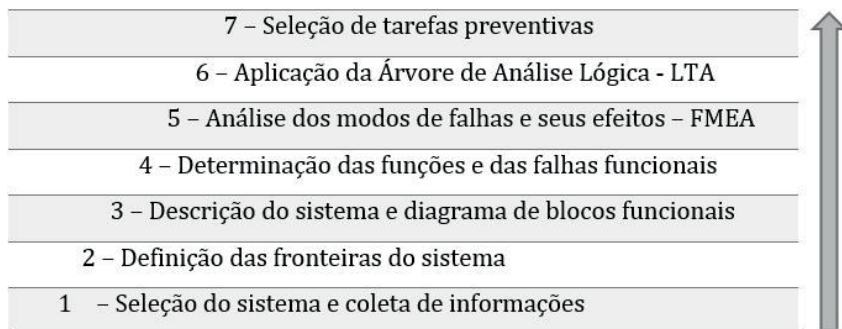 7 – Seleção de tarefas preventivas
6 – Aplicação da Árvore de Análise Lógica - LTA
5 – Análise dos modos de falhas e seus efeitos – FMEA
4 – Determinação das funções e das falhas funcionais
3 – Descrição do sistema e diagrama de blocos funcionais
2 – Definição das fronteiras do sistema
1 – Seleção do sistema e coleta de informações